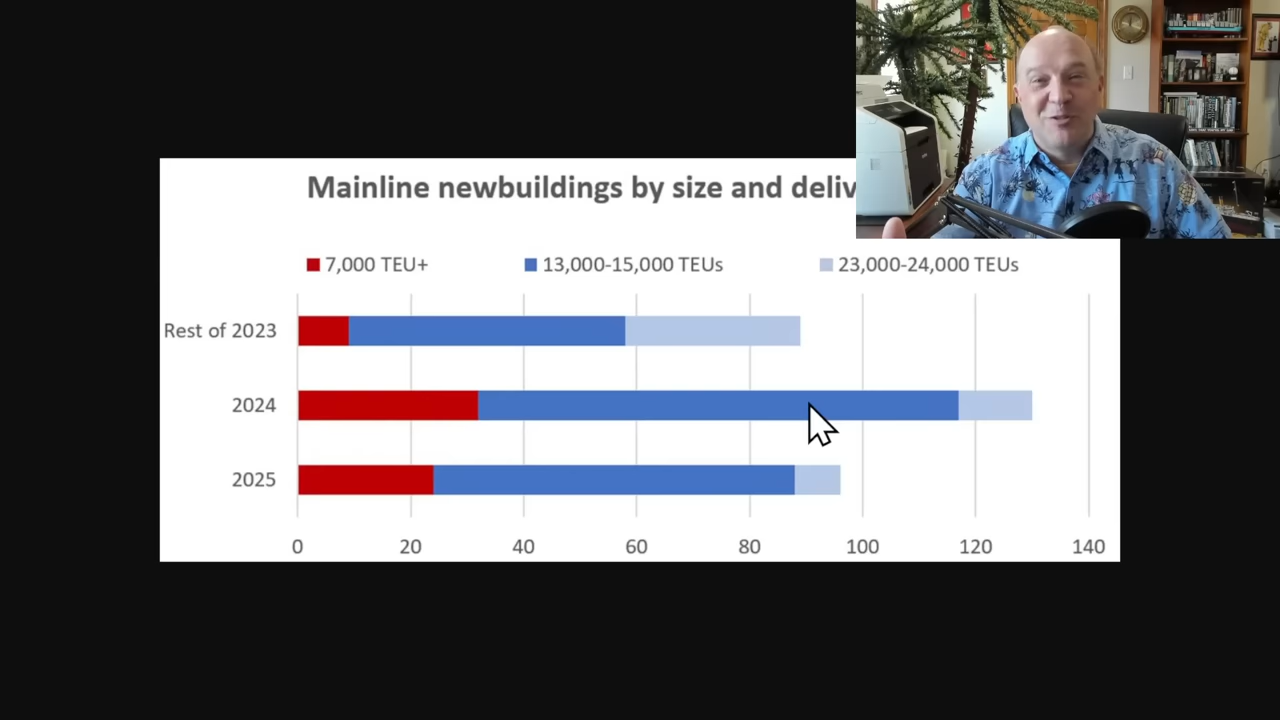 Mainline newbuildings by size and
7,000 TEU+ 13,000-15,000 TEUs 23,000-24,000 TEUs
Rest of 2023
2024
2025
0 20 40 60 80 100 120 140